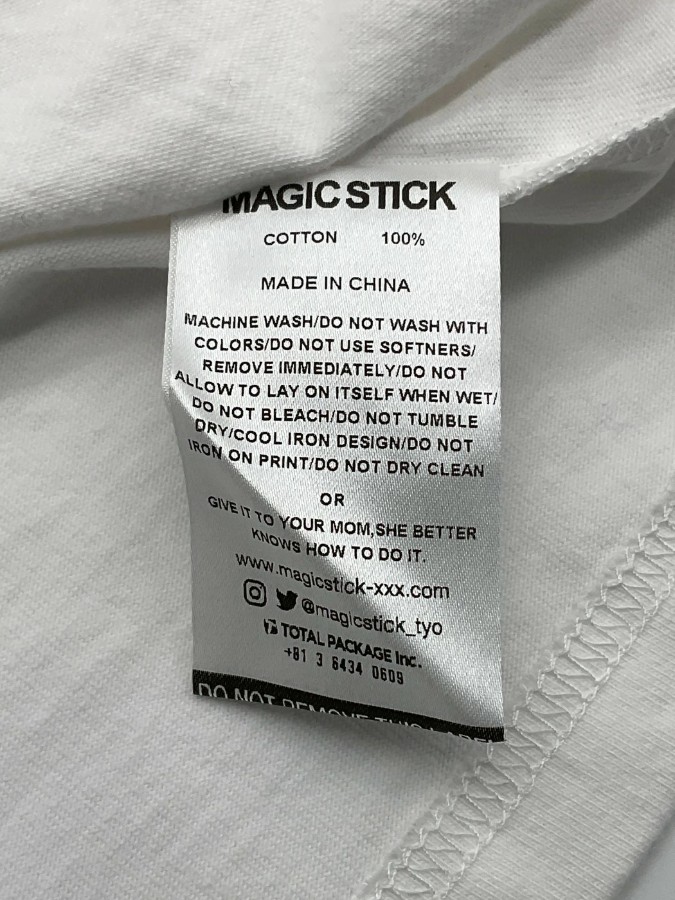 MAGIC STICK
COTTON 100%
MADE IN CHINA
MACHINE WASH/DO NOT WASH WITH
COLORS/DO NOT USE SOFTNERS/
REMOVE IMMEDIATELY/DO NOT
ALLOW TO LAY ON ITSELF WHEN WET/
DO NOT BLEACH/DO NOT TUMBLE
DRY/COOL IRON DESIGN/DO NOT
IRON ON PRINT/DO NOT DRY CLEAN
OR
GIVE IT TO YOUR MOM,SHE BETTER
KNOWS HOW TO DO IT.
www.magicstick-xxx.com
@magicstick_tyo
TOTAL PACKAGE Inc.
+81 3 6434 0609
DO NOT REMOVE THIS LABEL